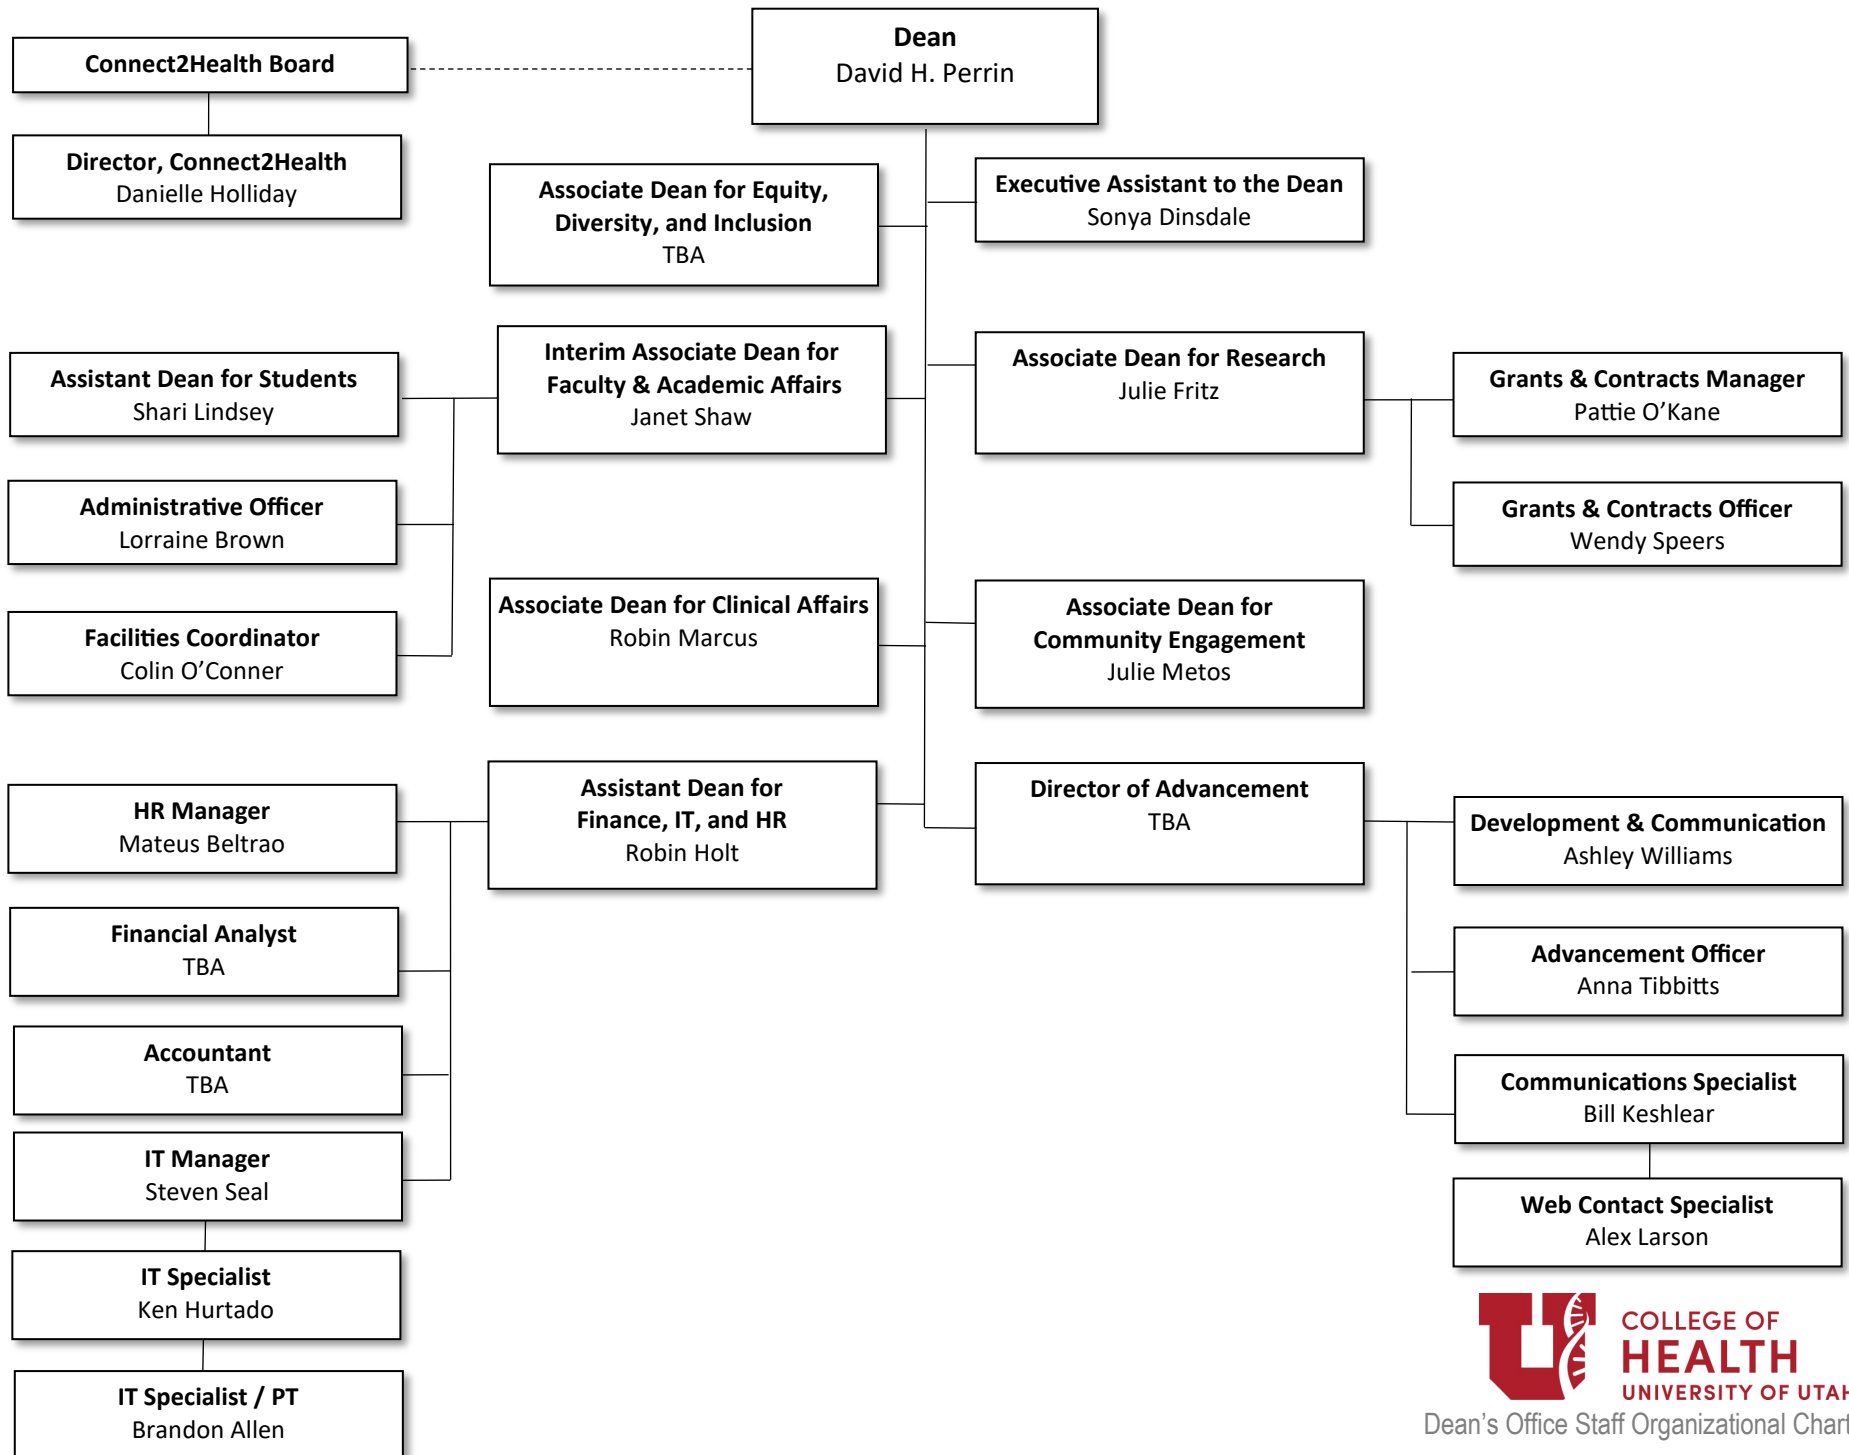 Dean
David H. Perrin
Connect2Health Board
Director, Connect2Health
Danielle Holliday
Associate Dean for Equity,
Diversity, and Inclusion
TBA
Executive Assistant to the Dean
Sonya Dinsdale
Assistant Dean for Students
Shari Lindsey
Interim Associate Dean for
Faculty & Academic Affairs
Janet Shaw
Associate Dean for Research
Julie Fritz
Grants & Contracts Manager
Pattie O’Kane
Administrative Officer
Lorraine Brown
Grants & Contracts Officer
Wendy Speers
Facilities Coordinator
Colin O’Conner
Associate Dean for Clinical Affairs
Robin Marcus
Associate Dean for
Community Engagement
Julie Metos
HR Manager
Mateus Beltrao
Assistant Dean for
Finance, IT, and HR
Robin Holt
Director of Advancement
TBA
Development & Communication
Ashley Williams
Financial Analyst
TBA
Advancement Officer
Anna Tibbitts
Accountant
TBA
Communications Specialist
Bill Keshlear
IT Manager
Steven Seal
Web Contact Specialist
Alex Larson
IT Specialist
Ken Hurtado
IT Specialist / PT
Brandon Allen
U
COLLEGE OF
HEALTH
UNIVERSITY OF UTAH
Dean’s Office Staff Organizational Chart